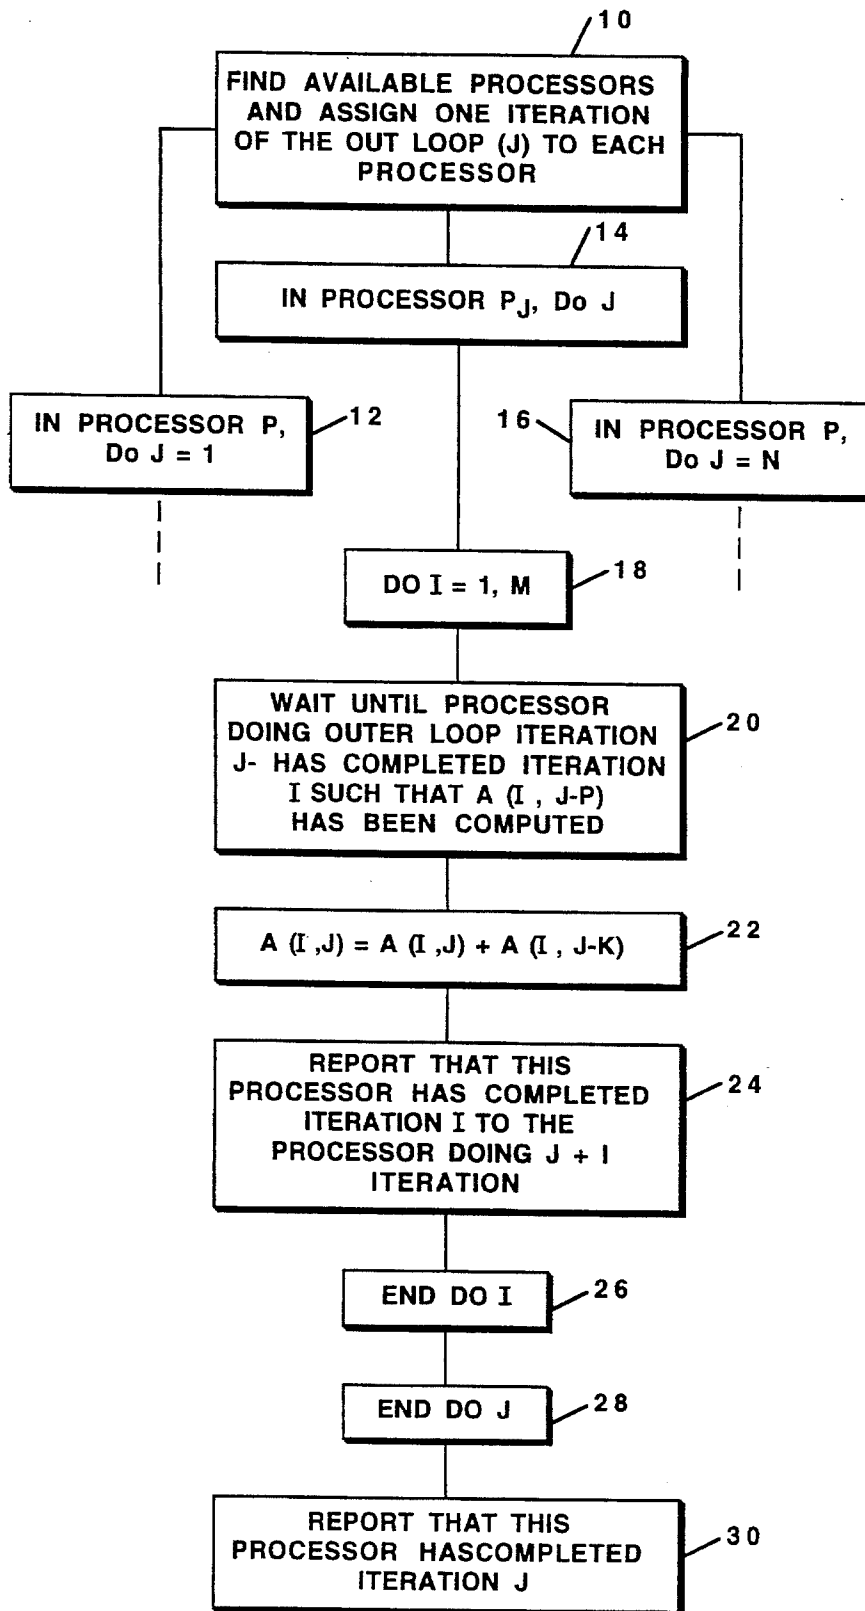 10
FIND AVAILABLE PROCESSORS
AND ASSIGN ONE ITERATION
OF THE OUT LOOP (J) TO EACH
PROCESSOR
14
IN PROCESSOR PJ, Do J
IN PROCESSOR P,
Do J = 1
12
16
IN PROCESSOR P,
Do J = N
DO I = 1, M
18
WAIT UNTIL PROCESSOR
DOING OUTER LOOP ITERATION
J- HAS COMPLETED ITERATION
I SUCH THAT A (I , J-P)
HAS BEEN COMPUTED
20
A (I ,J) = A (I ,J) + A (I , J-K)
22
REPORT THAT THIS
PROCESSOR HAS COMPLETED
ITERATION I TO THE
PROCESSOR DOING J + I
ITERATION
24
END DO I
26
END DO J
28
REPORT THAT THIS
PROCESSOR HASCOMPLETED
ITERATION J
30